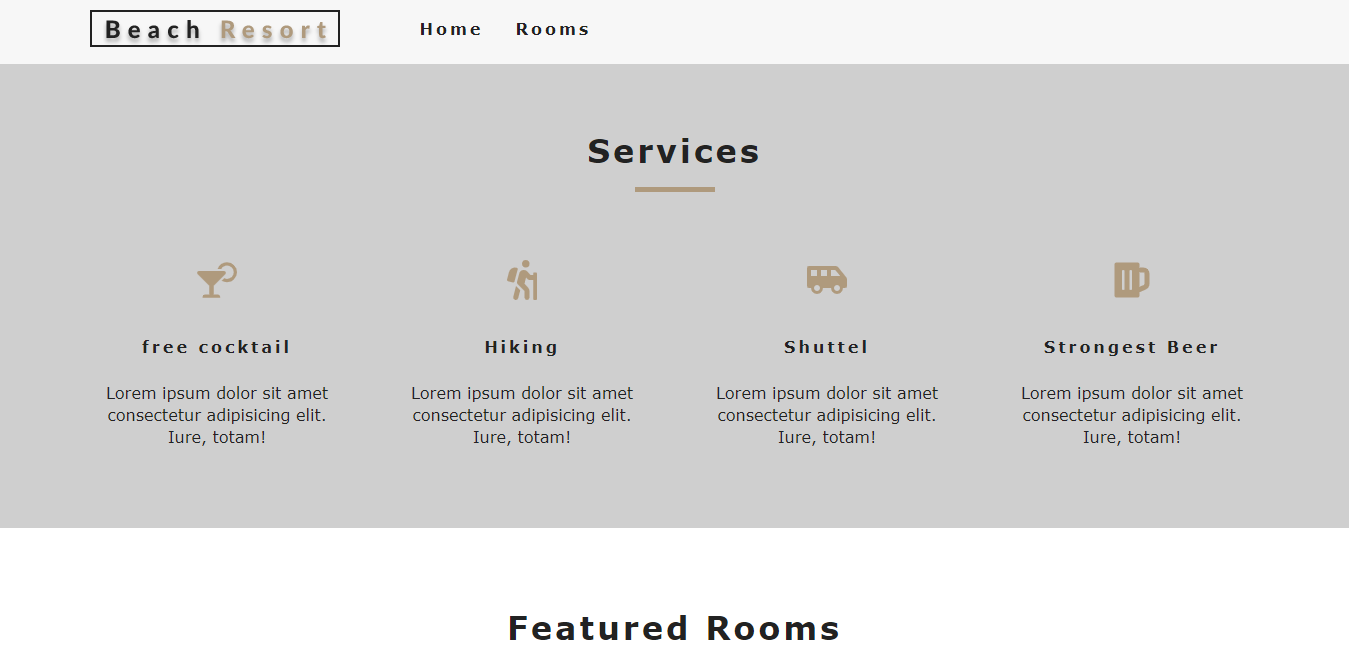 Beach Resort
Home Rooms
Services
free cocktail
Lorem ipsum dolor sit amet
consectetur adipisicing elit.
Iure, totam!
Hiking
Lorem ipsum dolor sit amet
consectetur adipisicing elit.
Iure, totam!
Shuttel
Lorem ipsum dolor sit amet
consectetur adipisicing elit.
Iure, totam!
Strongest Beer
Lorem ipsum dolor sit amet
consectetur adipisicing elit.
Iure, totam!
Featured Rooms